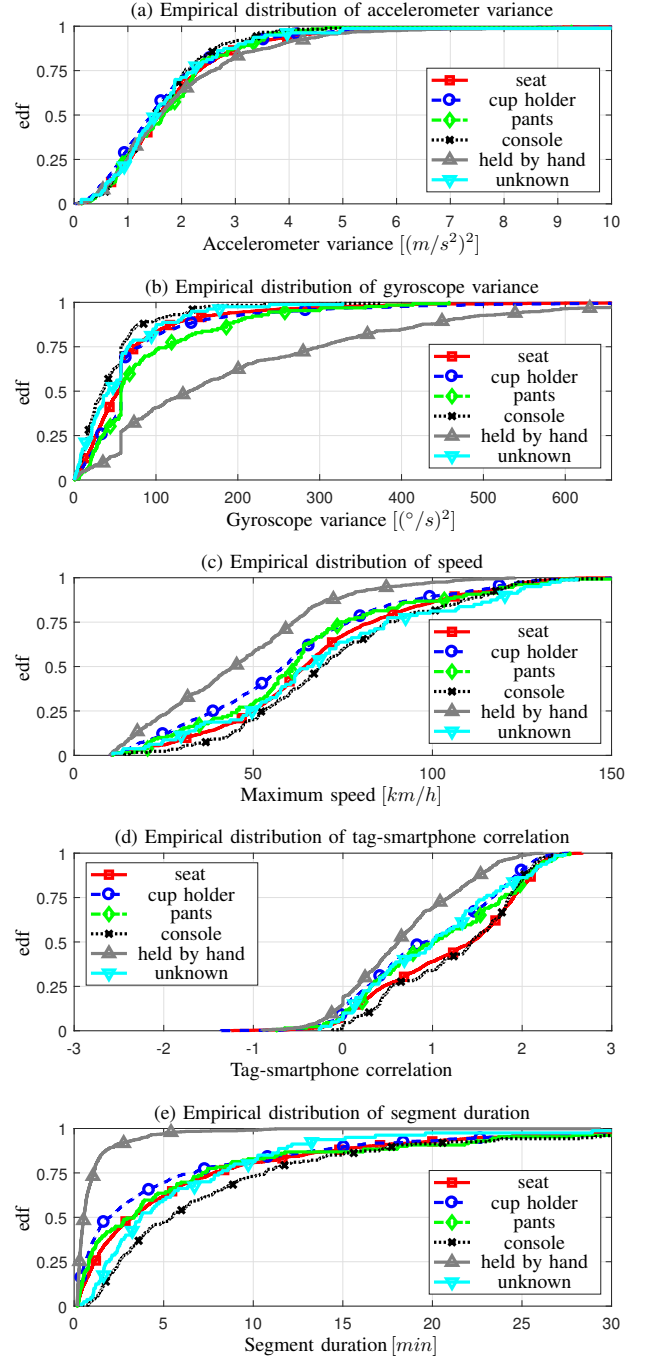 (a) Empirical distribution of accelerometer variance
1
0.75
0.5
0.25
0
edf
seat
cup holder
pants
console
held by hand
unknown
0 1 2 3 4 5 6 7 8 9 10
Accelerometer variance [(m/s²)²]
(b) Empirical distribution of gyroscope variance
1
0.75
0.5
0.25
0
edf
seat
cup holder
pants
console
held by hand
unknown
0 100 200 300 400 500 600
Gyroscope variance [(°/s)²]
(c) Empirical distribution of speed
1
0.75
0.5
0.25
0
edf
seat
cup holder
pants
console
held by hand
unknown
0 50 100 150
Maximum speed [km/h]
(d) Empirical distribution of tag-smartphone correlation
1
0.75
0.5
0.25
0
edf
seat
cup holder
pants
console
held by hand
unknown
-3 -2 -1 0 1 2 3
Tag-smartphone correlation
(e) Empirical distribution of segment duration
1
0.75
0.5
0.25
0
edf
seat
cup holder
pants
console
held by hand
unknown
0 5 10 15 20 25 30
Segment duration [min]